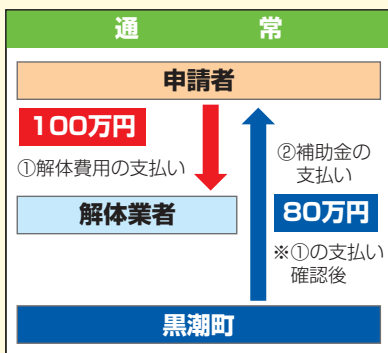 通　常
申請者
100万円
①解体費用の支払い
②補助金の
支払い
解体業者
80万円
※①の支払い
確認後
黒潮町